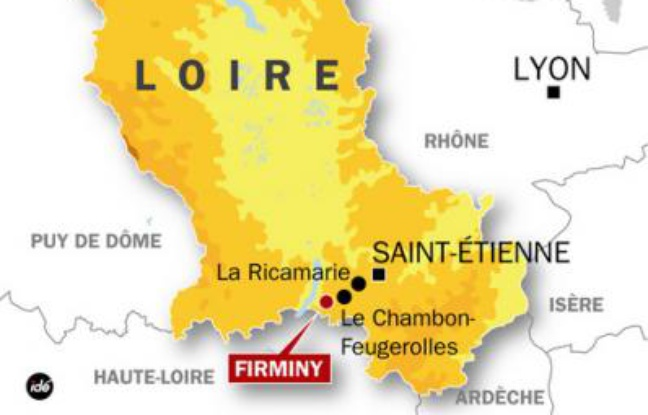 LOIRE
LYON
RHÔNE
PUY DE DÔME
SAINT-ÉTIENNE
La Ricamarie
ISÈRE
Le Chambon-
Feugerolles
FIRMINY
HAUTE-LOIRE
ARDÈCHE
idé